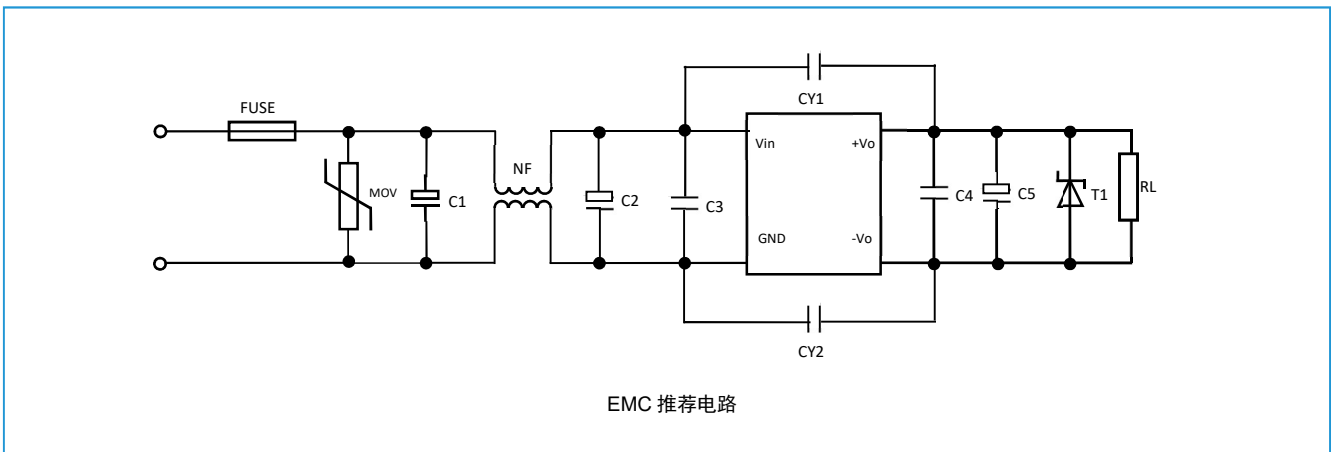 CY1
FUSE
Vin
+Vo
NF
MOV
C1
C2
C3
C4
C5
T1
RL
GND
-Vo
CY2
EMC 推荐电路